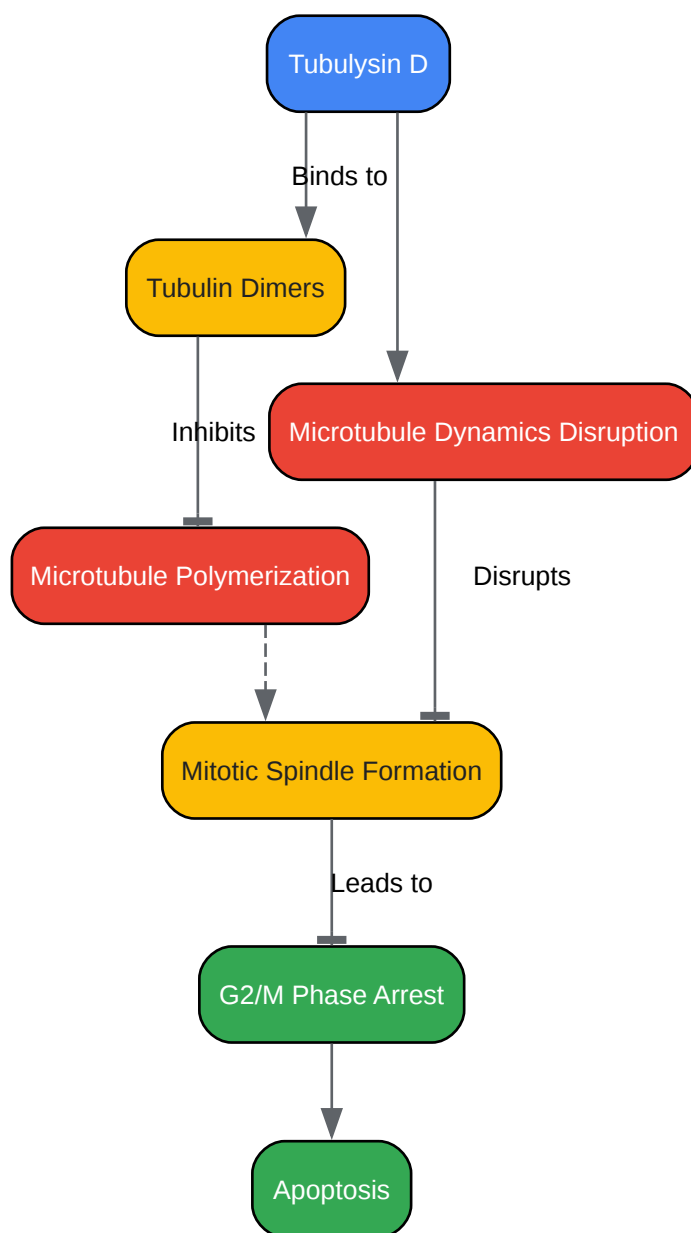 Tubulysin D
Binds to
Tubulin Dimers
Inhibits
Microtubule Dynamics Disruption
Microtubule Polymerization
Disrupts
Mitotic Spindle Formation
Leads to
G2/M Phase Arrest
Apoptosis